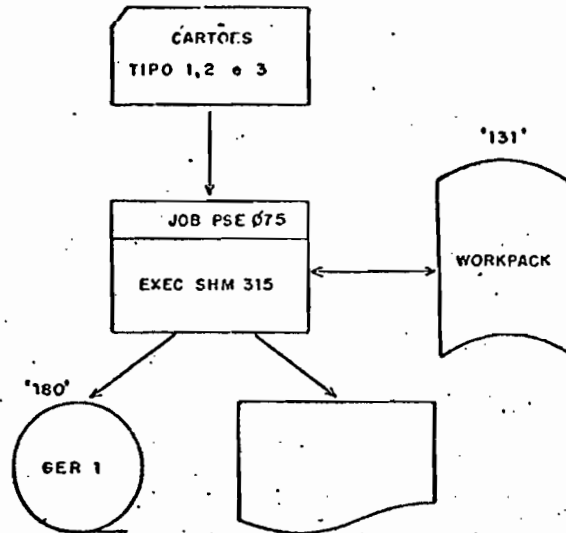 CARTÕES
TIPO 1,2 e 3
'131'
JOB PSE Ø75
WORKPACK
EXEC SHM 315
'180'
GER 1